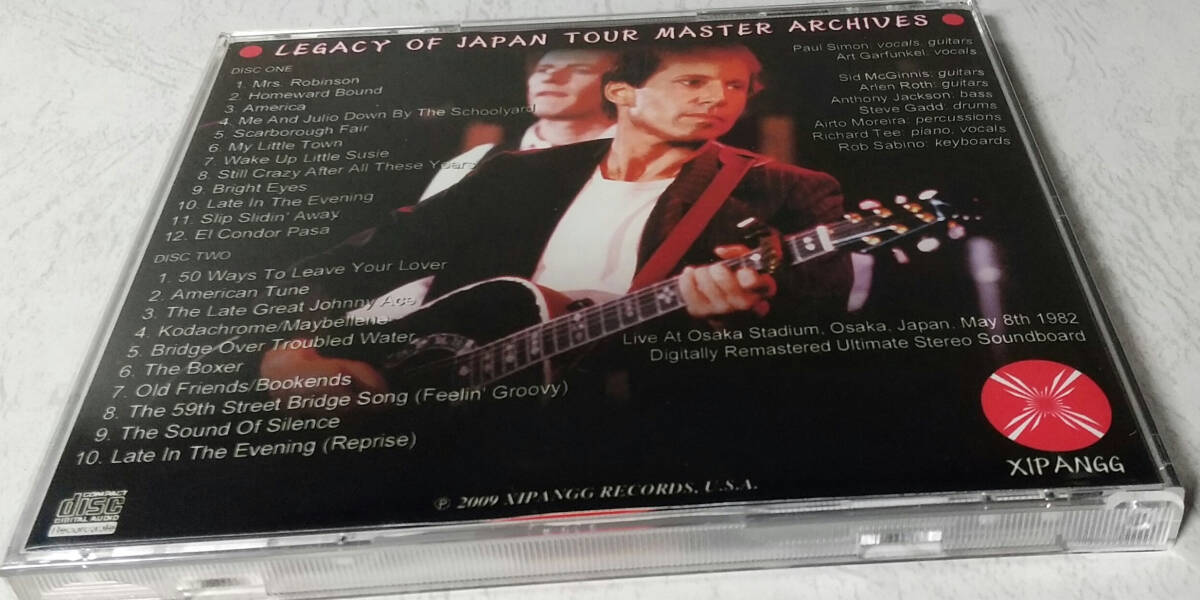 LEGACY OF JAPAN TOUR MASTER ARCHIVES
DISC ONE
1. Mrs. Robinson
2. Homeward Bound
3. America
4. Me And Julio Down By The Schoolyard
5. Scarborough Fair
6. My Little Town
7. Wake Up Little Susie
8. Still Crazy After All These Years
9. Bright Eyes
10. Late In The Evening
11. Slip Slidin' Away
12. El Condor Pasa
DISC TWO
1. 50 Ways To Leave Your Lover
2. American Tune
3. The Late Great Johnny Ace
4. Kodachrome/Maybellene
5. Bridge Over Troubled Water
6. The Boxer
7. Old Friends/Bookends
8. The 59th Street Bridge Song (Feelin' Groovy)
9. The Sound Of Silence
10. Late In The Evening (Reprise)
Paul Simon: vocals, guitars
Art Garfunkel: vocals
Sid McGinnis: guitars
Arlen Roth: guitars
Anthony Jackson: bass
Steve Gadd: drums
Airto Moreira: percussions
Richard Tee: piano, vocals
Rob Sabino: keyboards
Live At Osaka Stadium, Osaka, Japan, May 8th 1982
Digitally Remastered Ultimate Stereo Soundboard
XIPANGG
COMPACT
disc
DIGITAL AUDIO
Recordable
℗ 2009 XIPANGG RECORDS, U.S.A.